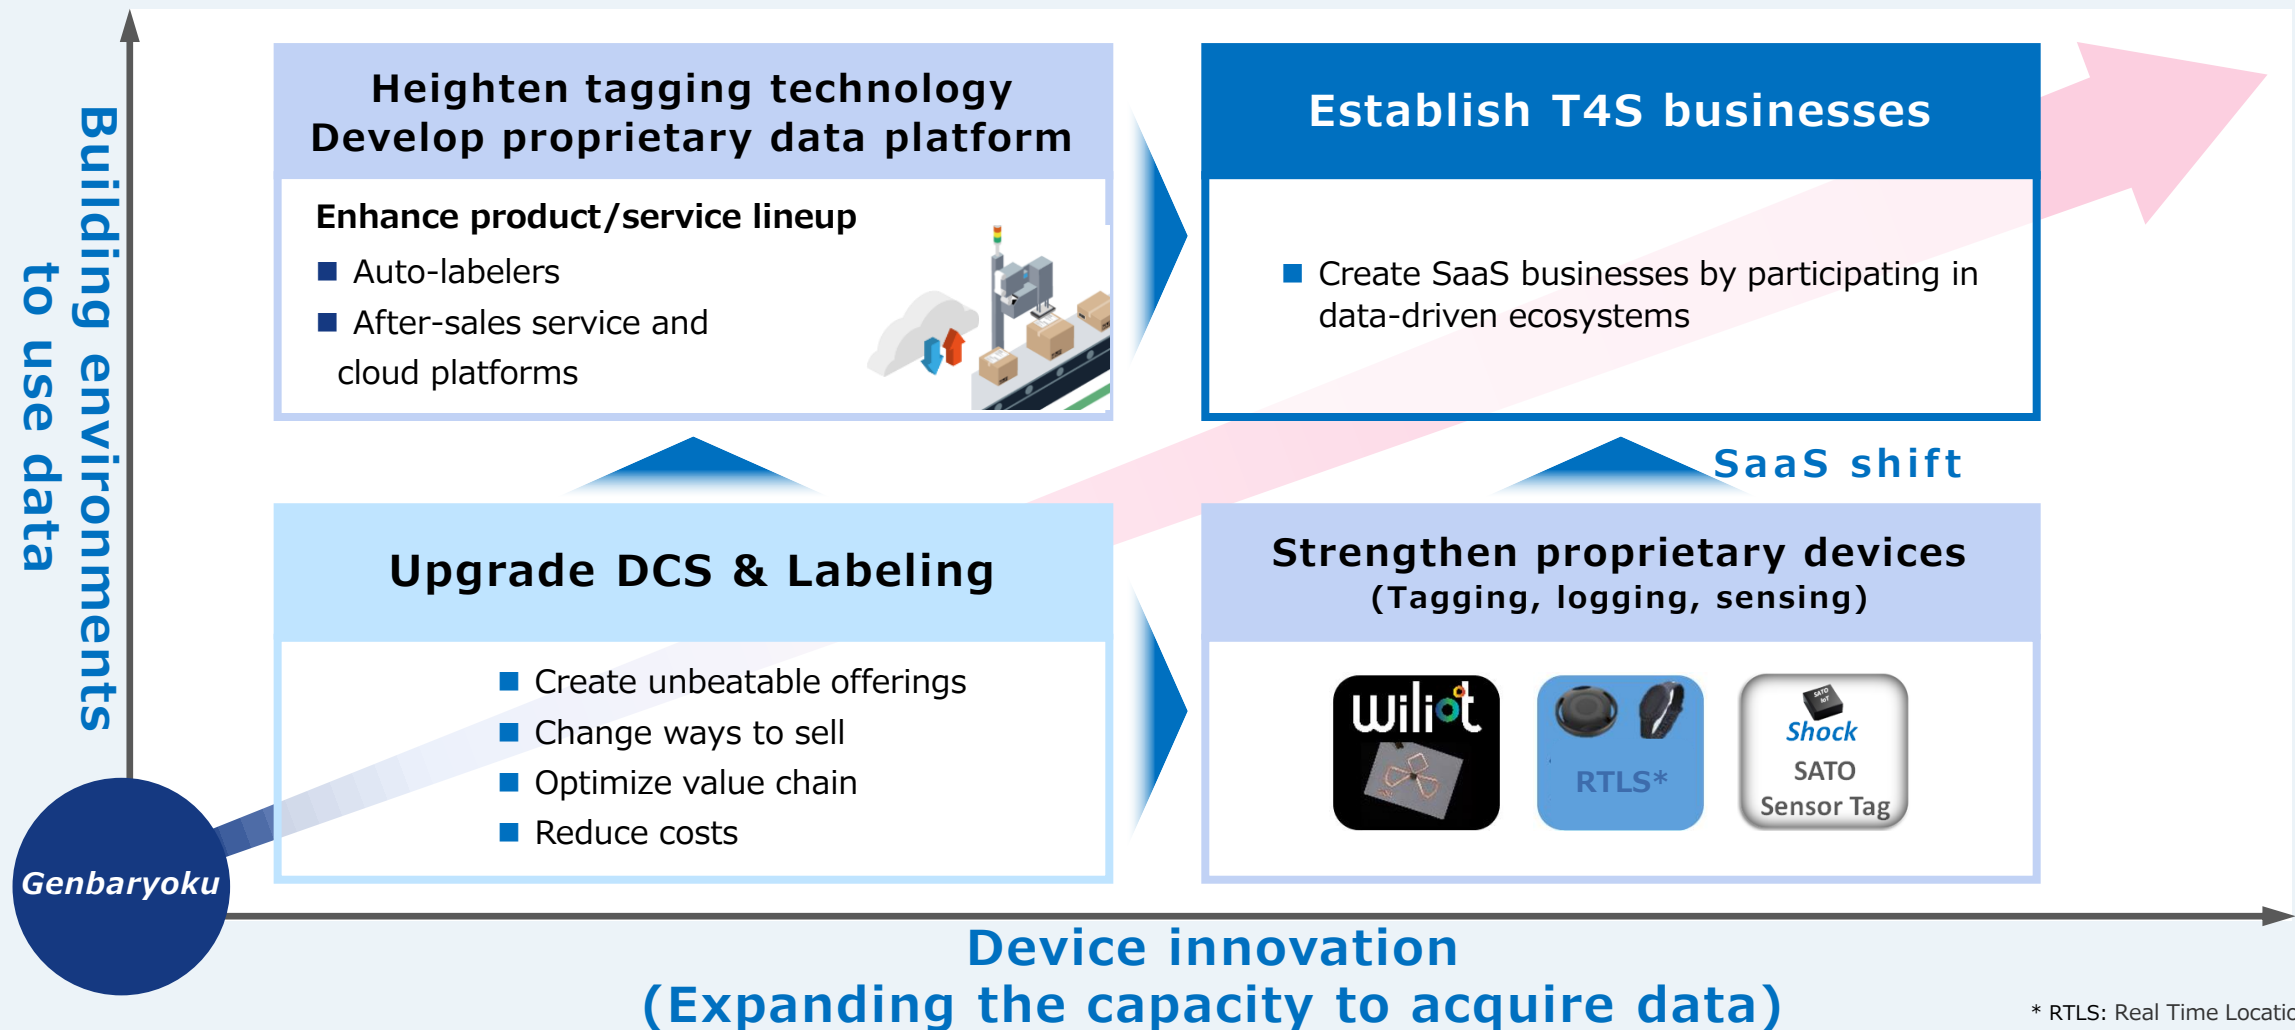 Building environments
to use data
Heighten tagging technology
Develop proprietary data platform
Enhance product/service lineup
Auto-labelers
After-sales service and
cloud platforms
Establish T4S businesses
Create SaaS businesses by participating in
data-driven ecosystems
SaaS shift
Upgrade DCS & Labeling
Create unbeatable offerings
Change ways to sell
Optimize value chain
Reduce costs
Strengthen proprietary devices
(Tagging, logging, sensing)
wiliot
RTLS*
SATO
IoT
Shock
SATO
Sensor Tag
Genbaryoku
Device innovation
(Expanding the capacity to acquire data)
* RTLS: Real Time